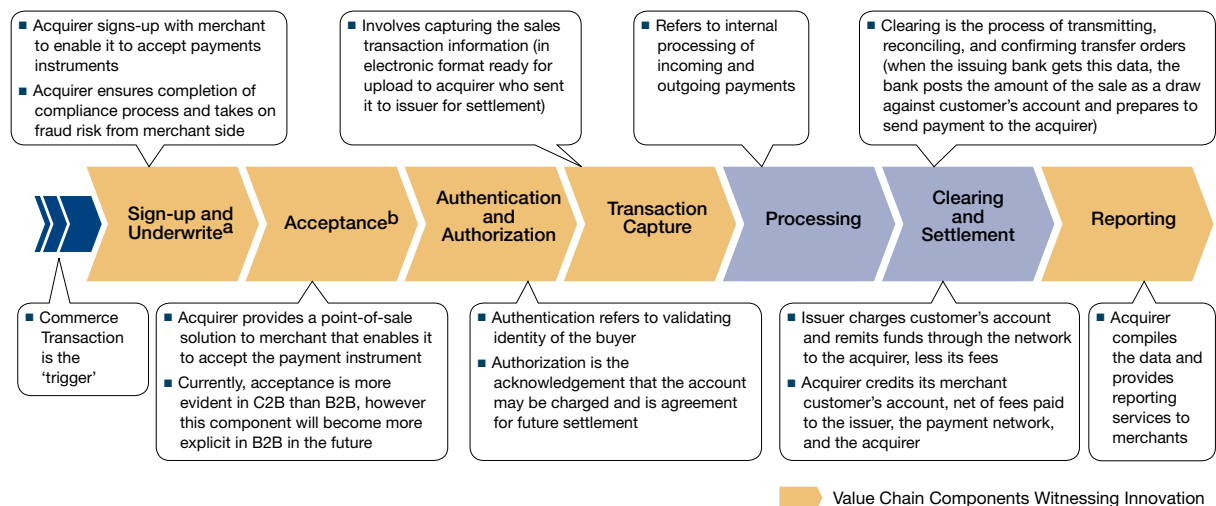 ■ Acquirer signs-up with merchant
to enable it to accept payments
instruments
■ Acquirer ensures completion of
compliance process and takes on
fraud risk from merchant side
■ Involves capturing the sales
transaction information (in
electronic format ready for
upload to acquirer who sent
it to issuer for settlement)
■ Refers to internal
processing of
incoming and
outgoing payments
■ Clearing is the process of transmitting,
reconciling, and confirming transfer orders
(when the issuing bank gets this data, the
bank posts the amount of the sale as a draw
against customer's account and prepares to
send payment to the acquirer)
Sign-up and
Underwriteᵃ
Acceptanceᵇ
Authentication
and
Authorization
Transaction
Capture
Processing
Clearing
and
Settlement
Reporting
■ Commerce
Transaction
is the
'trigger'
■ Acquirer provides a point-of-sale
solution to merchant that enables it
to accept the payment instrument
■ Currently, acceptance is more
evident in C2B than B2B, however
this component will become more
explicit in B2B in the future
■ Authentication refers to validating
identity of the buyer
■ Authorization is the
acknowledgement that the account
may be charged and is agreement
for future settlement
■ Issuer charges customer's account
and remits funds through the network
to the acquirer, less its fees
■ Acquirer credits its merchant
customer's account, net of fees paid
to the issuer, the payment network,
and the acquirer
■ Acquirer
compiles
the data and
provides
reporting
services to
merchants
Value Chain Components Witnessing Innovation